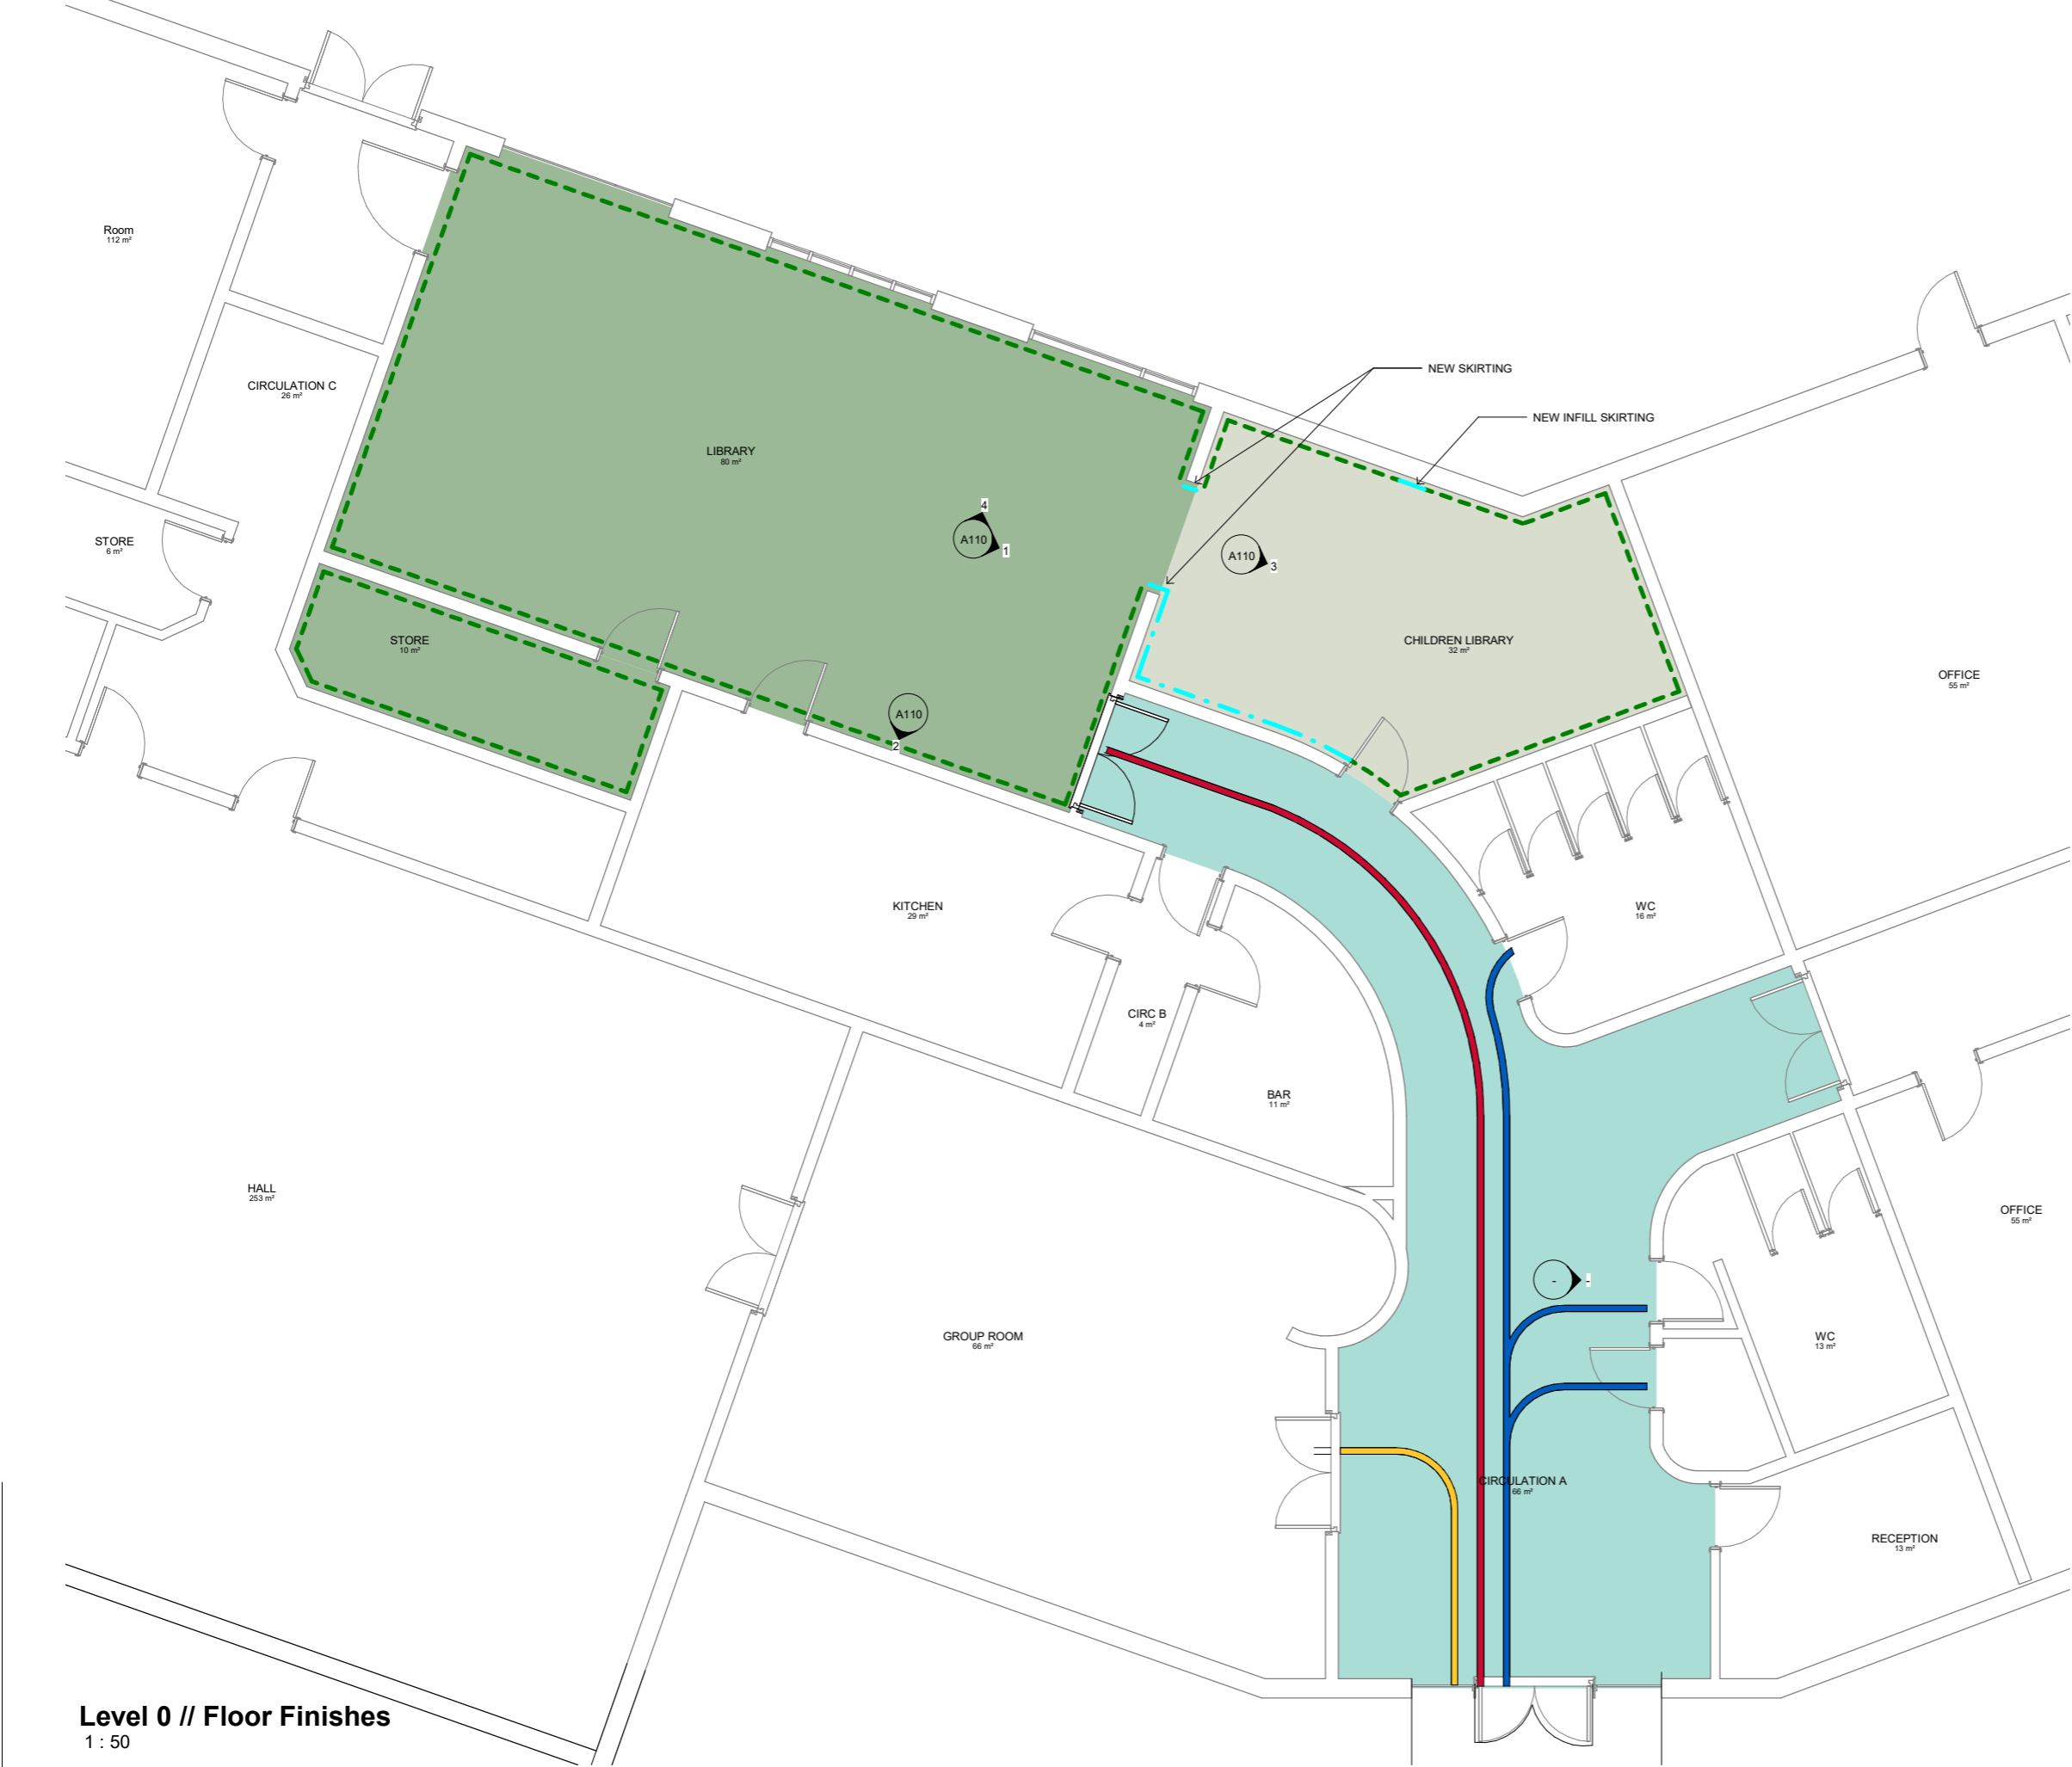 Room
112 m²
NEW SKIRTING
CIRCULATION C
26 m²
NEW INFILL SKIRTING
LIBRARY
80 m²
4
A110
1
A110
3
STORE
6 m²
STORE
10 m²
CHILDREN LIBRARY
32 m²
OFFICE
55 m²
A110
2
KITCHEN
29 m²
WC
16 m²
CIRC B
4 m²
BAR
11 m²
HALL
253 m²
OFFICE
55 m²
-
-
GROUP ROOM
66 m²
WC
13 m²
CIRCULATION A
66 m²
RECEPTION
13 m²
Level 0 // Floor Finishes
1 : 50